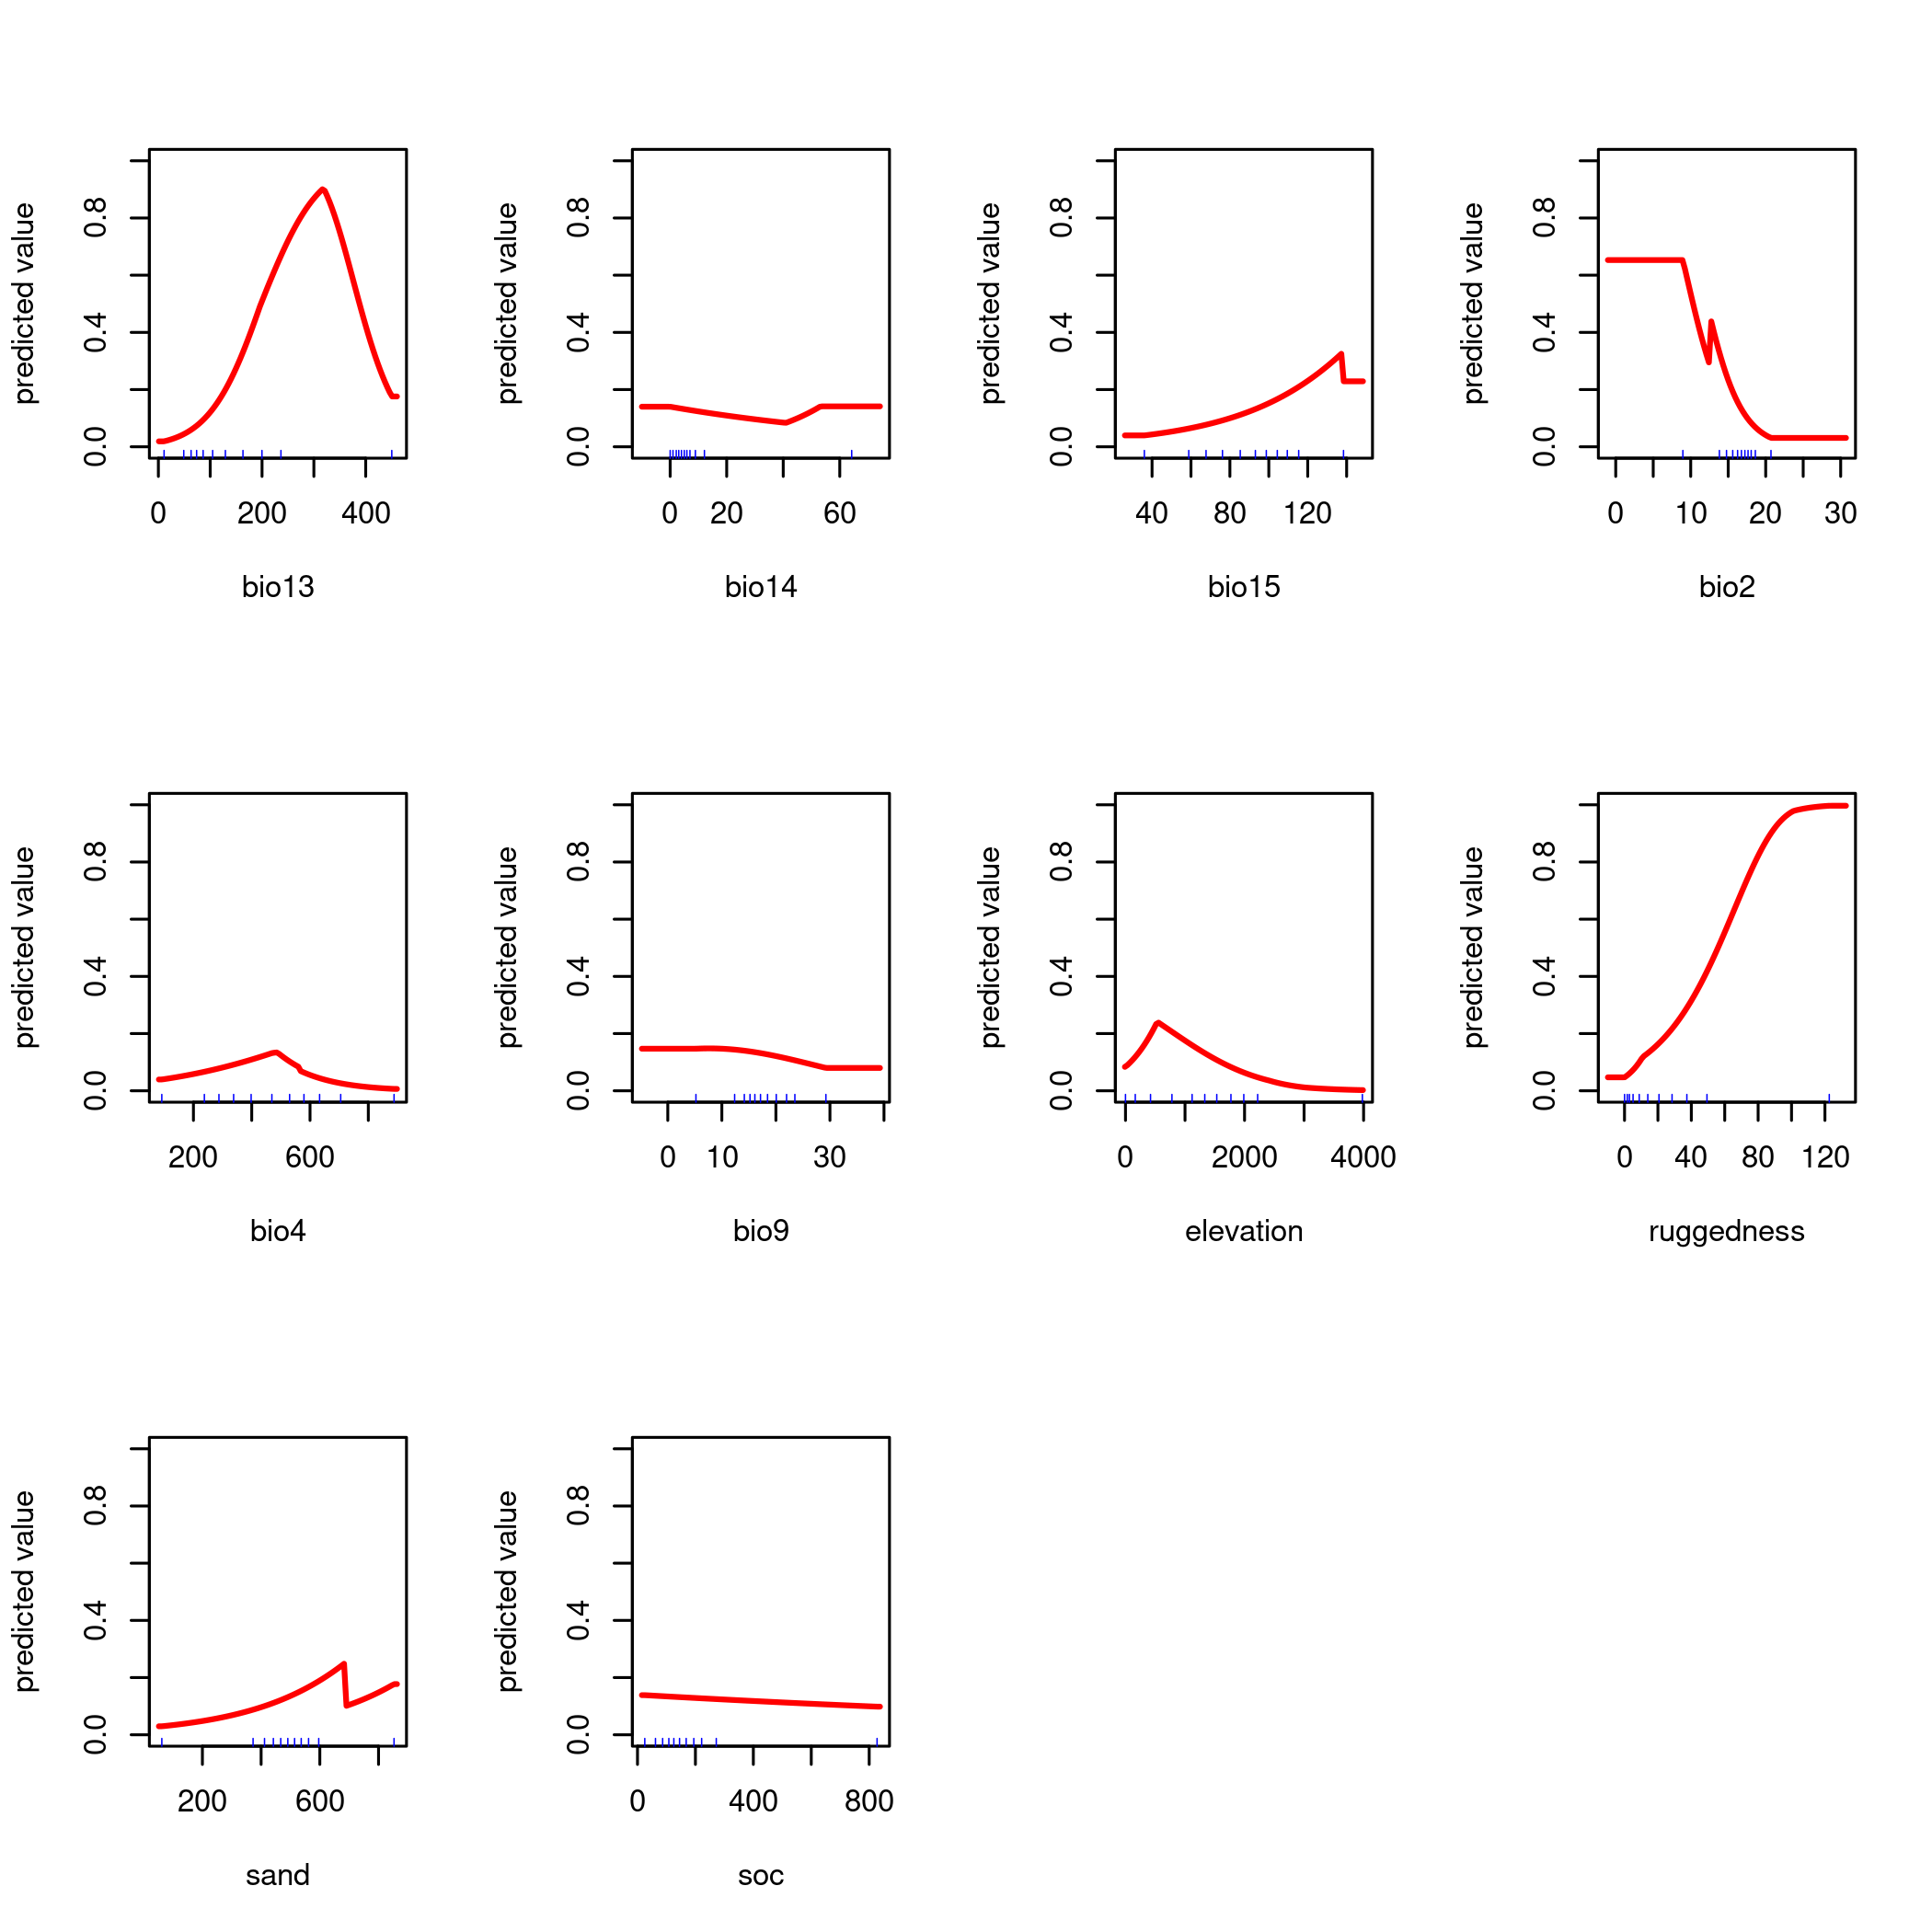 predicted value
0.0 0.4 0.8
0 200 400
bio13
predicted value
0.0 0.4 0.8
0 20 60
bio14
predicted value
0.0 0.4 0.8
40 80 120
bio15
predicted value
0.0 0.4 0.8
0 10 20 30
bio2
predicted value
0.0 0.4 0.8
200 600
bio4
predicted value
0.0 0.4 0.8
0 10 30
bio9
predicted value
0.0 0.4 0.8
0 2000 4000
elevation
predicted value
0.0 0.4 0.8
0 40 80 120
ruggedness
predicted value
0.0 0.4 0.8
200 600
sand
predicted value
0.0 0.4 0.8
0 400 800
soc